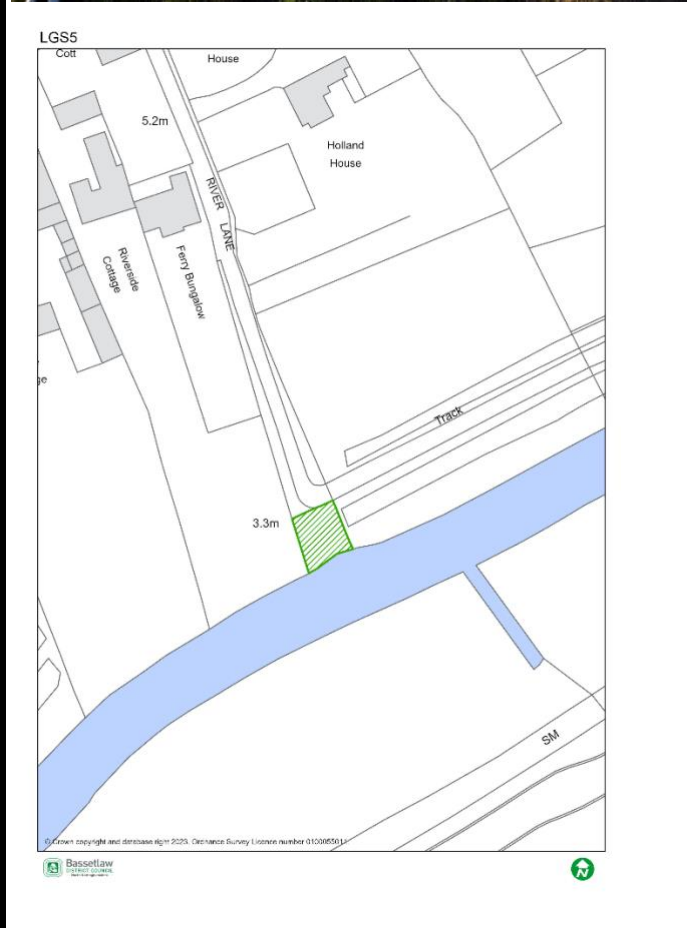 LGS5
Cott
House
5.2m
Holland
House
RIVER LANE
Riverside
Cottage
Ferry Bungalow
ge
Track
3.3m
SM
© Crown copyright and database right 2023. Ordnance Survey Licence number 0100055011
Bassetlaw
DISTRICT COUNCIL
N